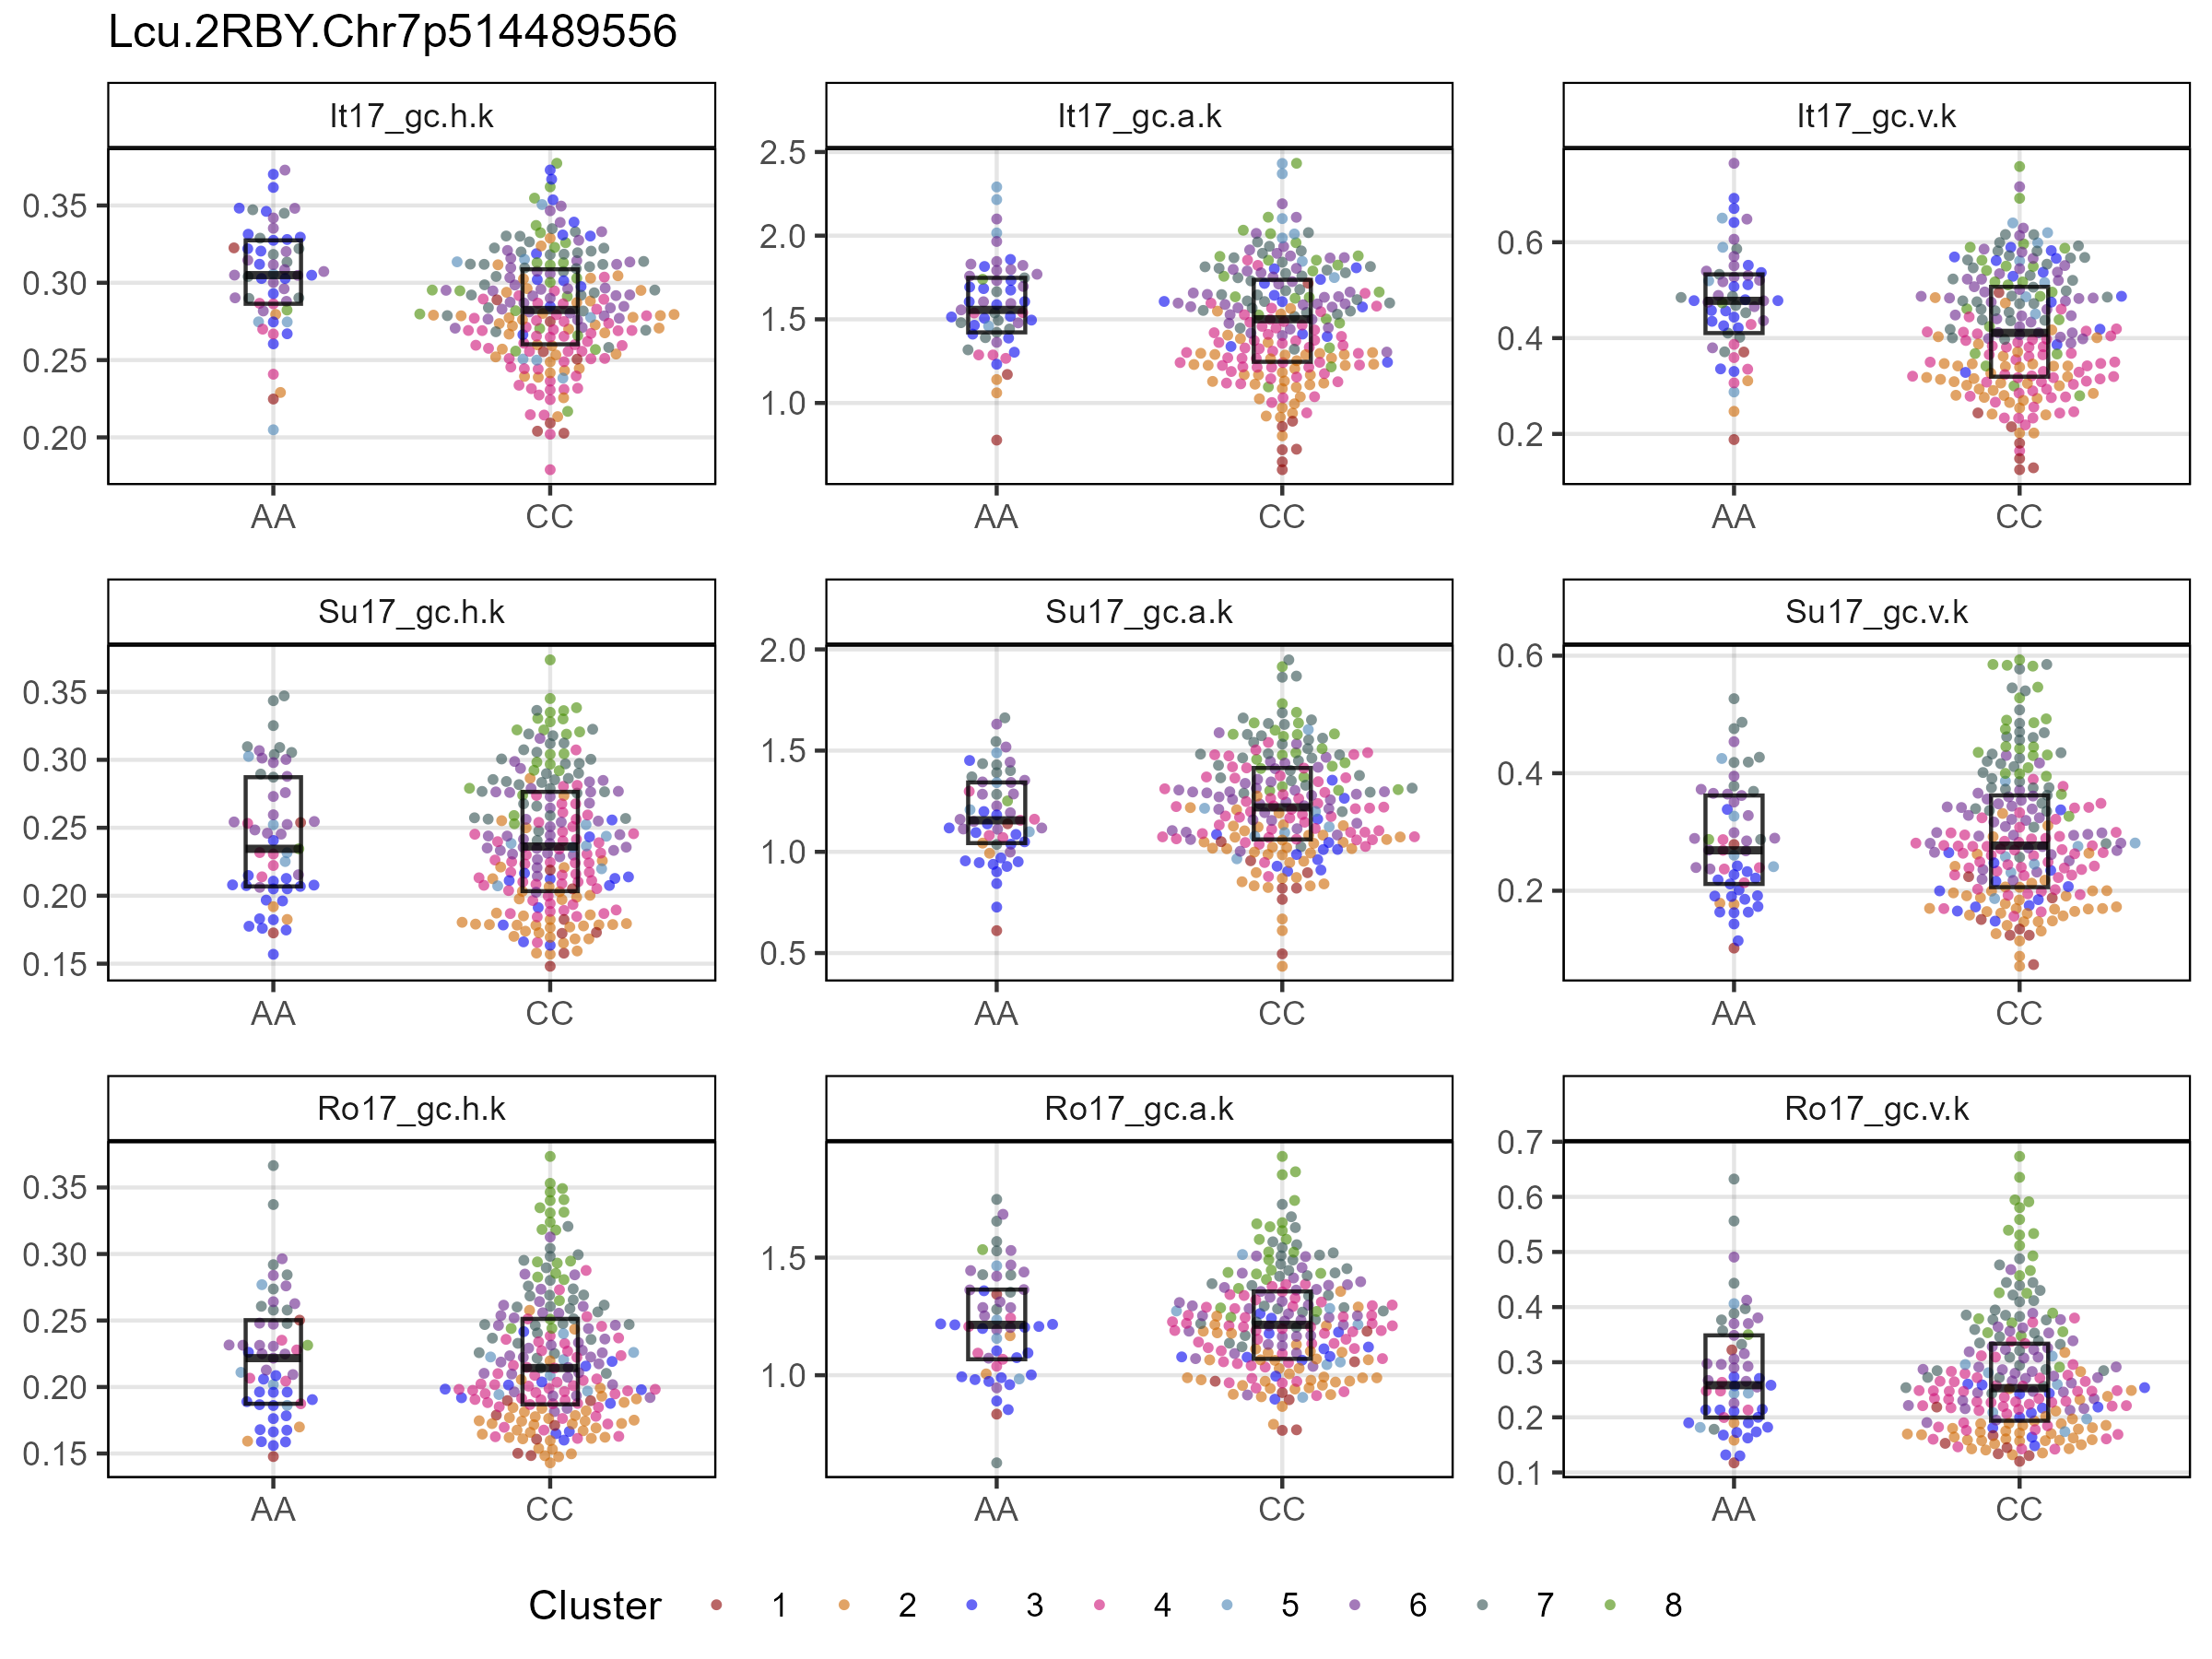 Lcu.2RBY.Chr7p514489556
It17_gc.h.k
It17_gc.a.k
It17_gc.v.k
0.35
0.30
0.25
0.20
AA
CC
2.5
2.0
1.5
1.0
AA
CC
0.6
0.4
0.2
AA
CC
Su17_gc.h.k
Su17_gc.a.k
Su17_gc.v.k
0.35
0.30
0.25
0.20
0.15
AA
CC
2.0
1.5
1.0
0.5
AA
CC
0.6
0.4
0.2
AA
CC
Ro17_gc.h.k
Ro17_gc.a.k
Ro17_gc.v.k
0.35
0.30
0.25
0.20
0.15
AA
CC
1.5
1.0
AA
CC
0.7
0.6
0.5
0.4
0.3
0.2
0.1
AA
CC
Cluster 1 2 3 4 5 6 7 8